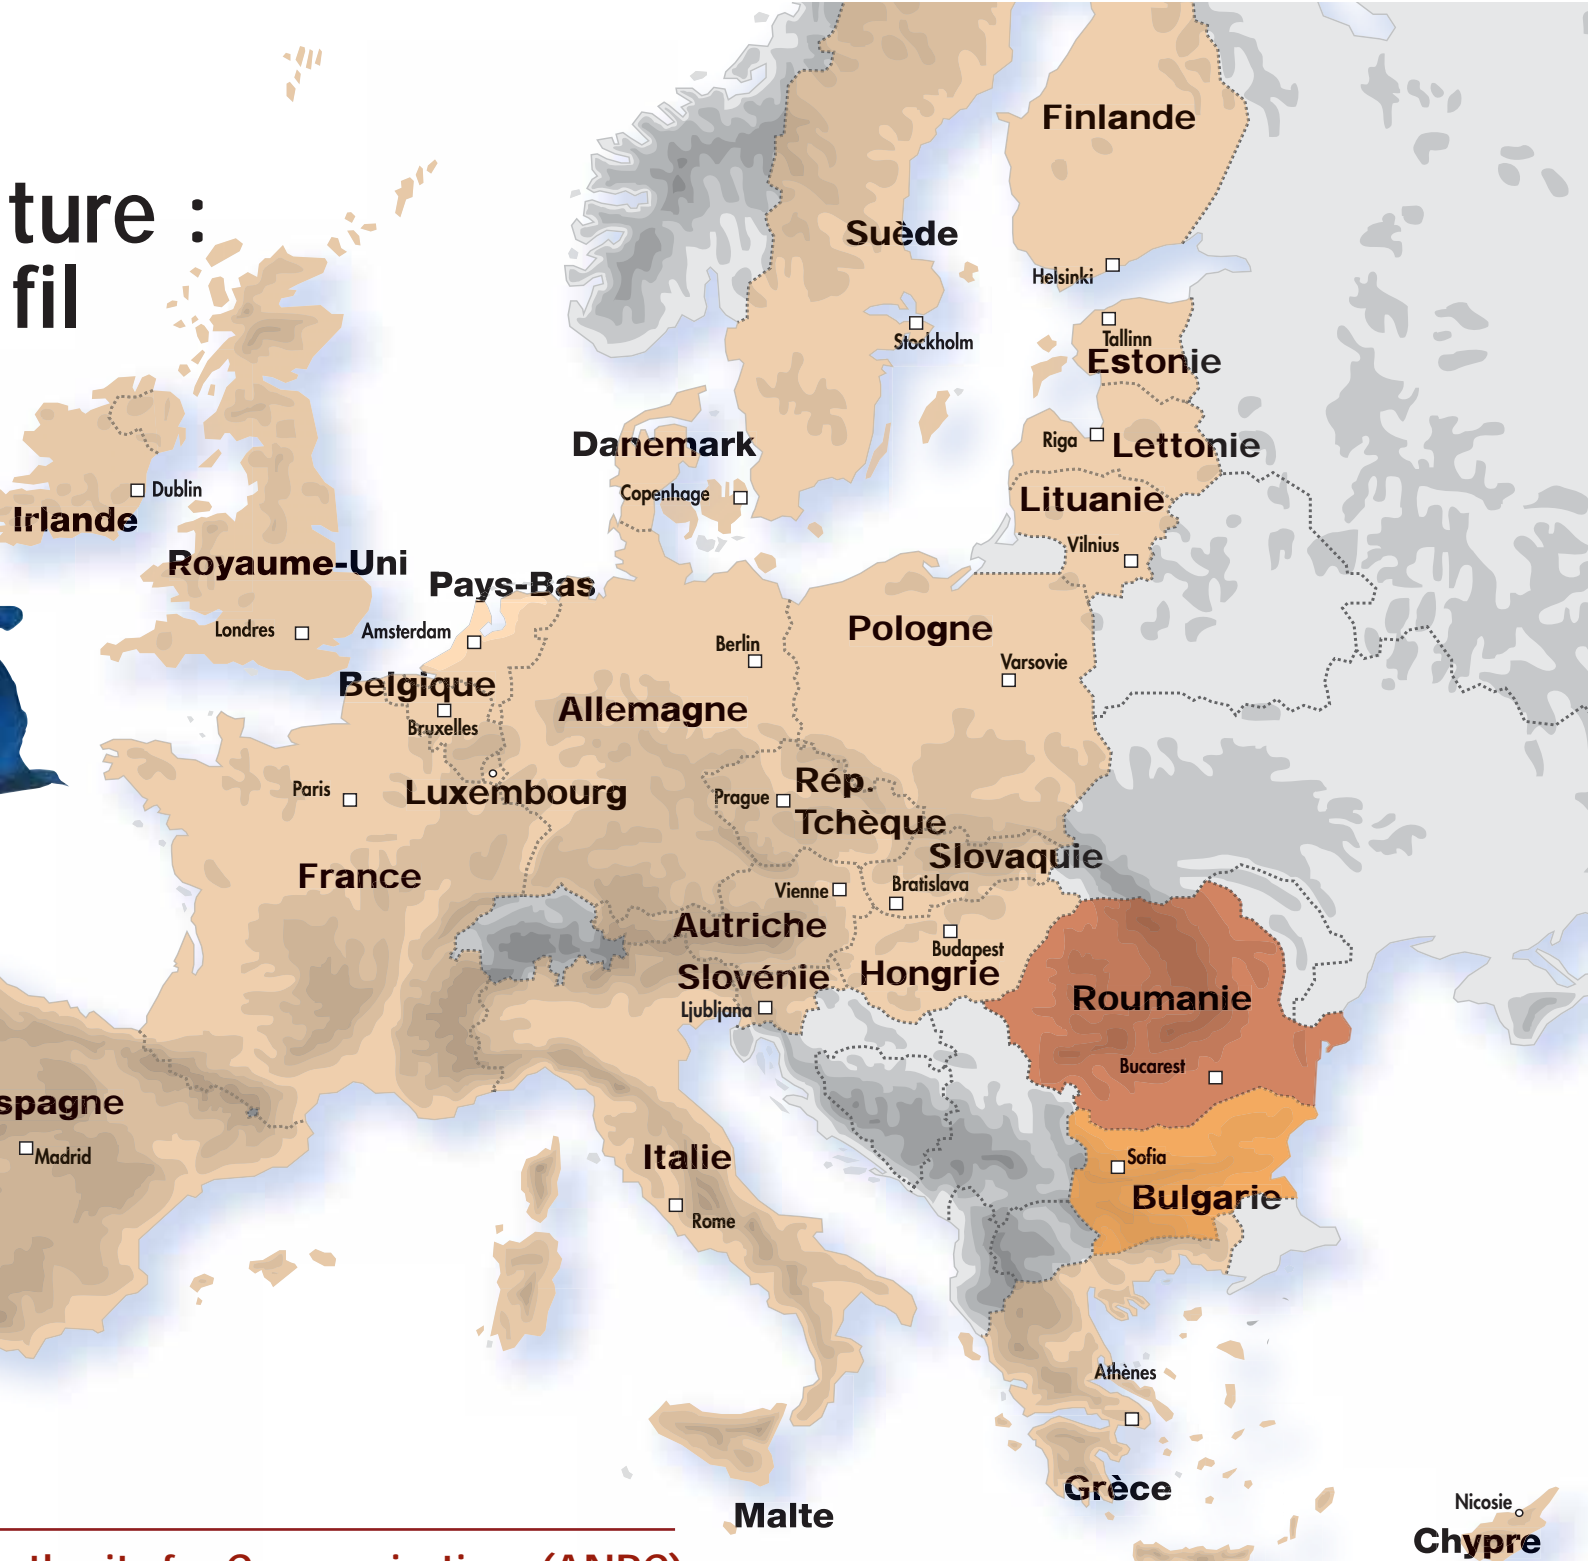 ture :
fil
Finlande
Suède
Helsinki
Stockholm
Tallinn
Estonie
Danemark
Riga
Lettonie
Copenhage
Dublin
Lituanie
Irlande
Vilnius
Royaume-Uni
Pays-Bas
Londres
Amsterdam
Berlin
Pologne
Varsovie
Belgique
Bruxelles
Allemagne
Paris
Luxembourg
Prague
Rép.
Tchèque
Slovaquie
France
Vienne
Bratislava
Autriche
Budapest
Slovénie
Hongrie
Ljubljana
Roumanie
Bucarest
spagne
Madrid
Italie
Sofia
Bulgarie
Rome
Athènes
Grèce
Malte
Nicosie
Chypre